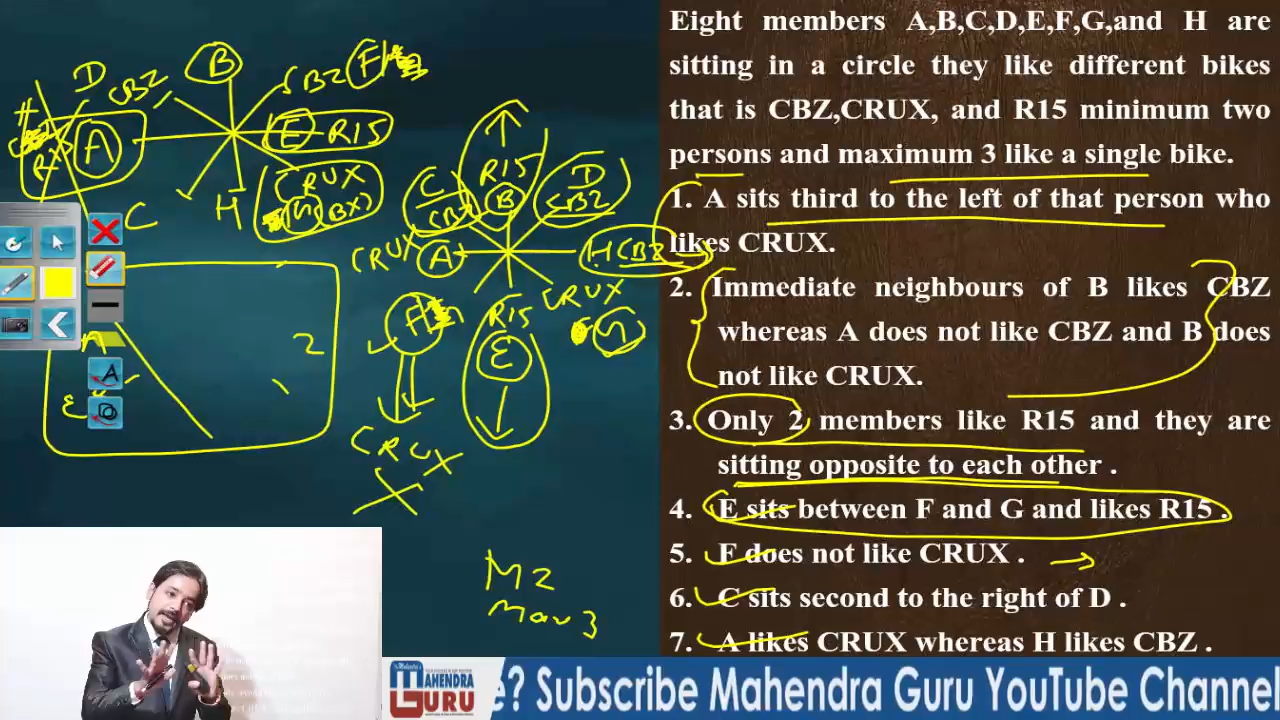 Eight members A,B,C,D,E,F,G,and H are
sitting in a circle they like different bikes
that is CBZ,CRUX, and R15 minimum two
persons and maximum 3 like a single bike.
1. A sits third to the left of that person who
likes CRUX.
2. Immediate neighbours of B likes CBZ
whereas A does not like CBZ and B does
not like CRUX.
3. Only 2 members like R15 and they are
sitting opposite to each other .
4. E sits between F and G and likes R15 .
5. F does not like CRUX .
6. C sits second to the right of D .
7. A likes CRUX whereas H likes CBZ .
D
CBZ
B
A
E R15
CRUX
H
C
R15
B
C
D
CRUX
A
H CBZ
CRUX
R15
E
CRUX
2
M2
Max 3
MAHENDRA
GURU
e? Subscribe Mahendra Guru YouTube Channel